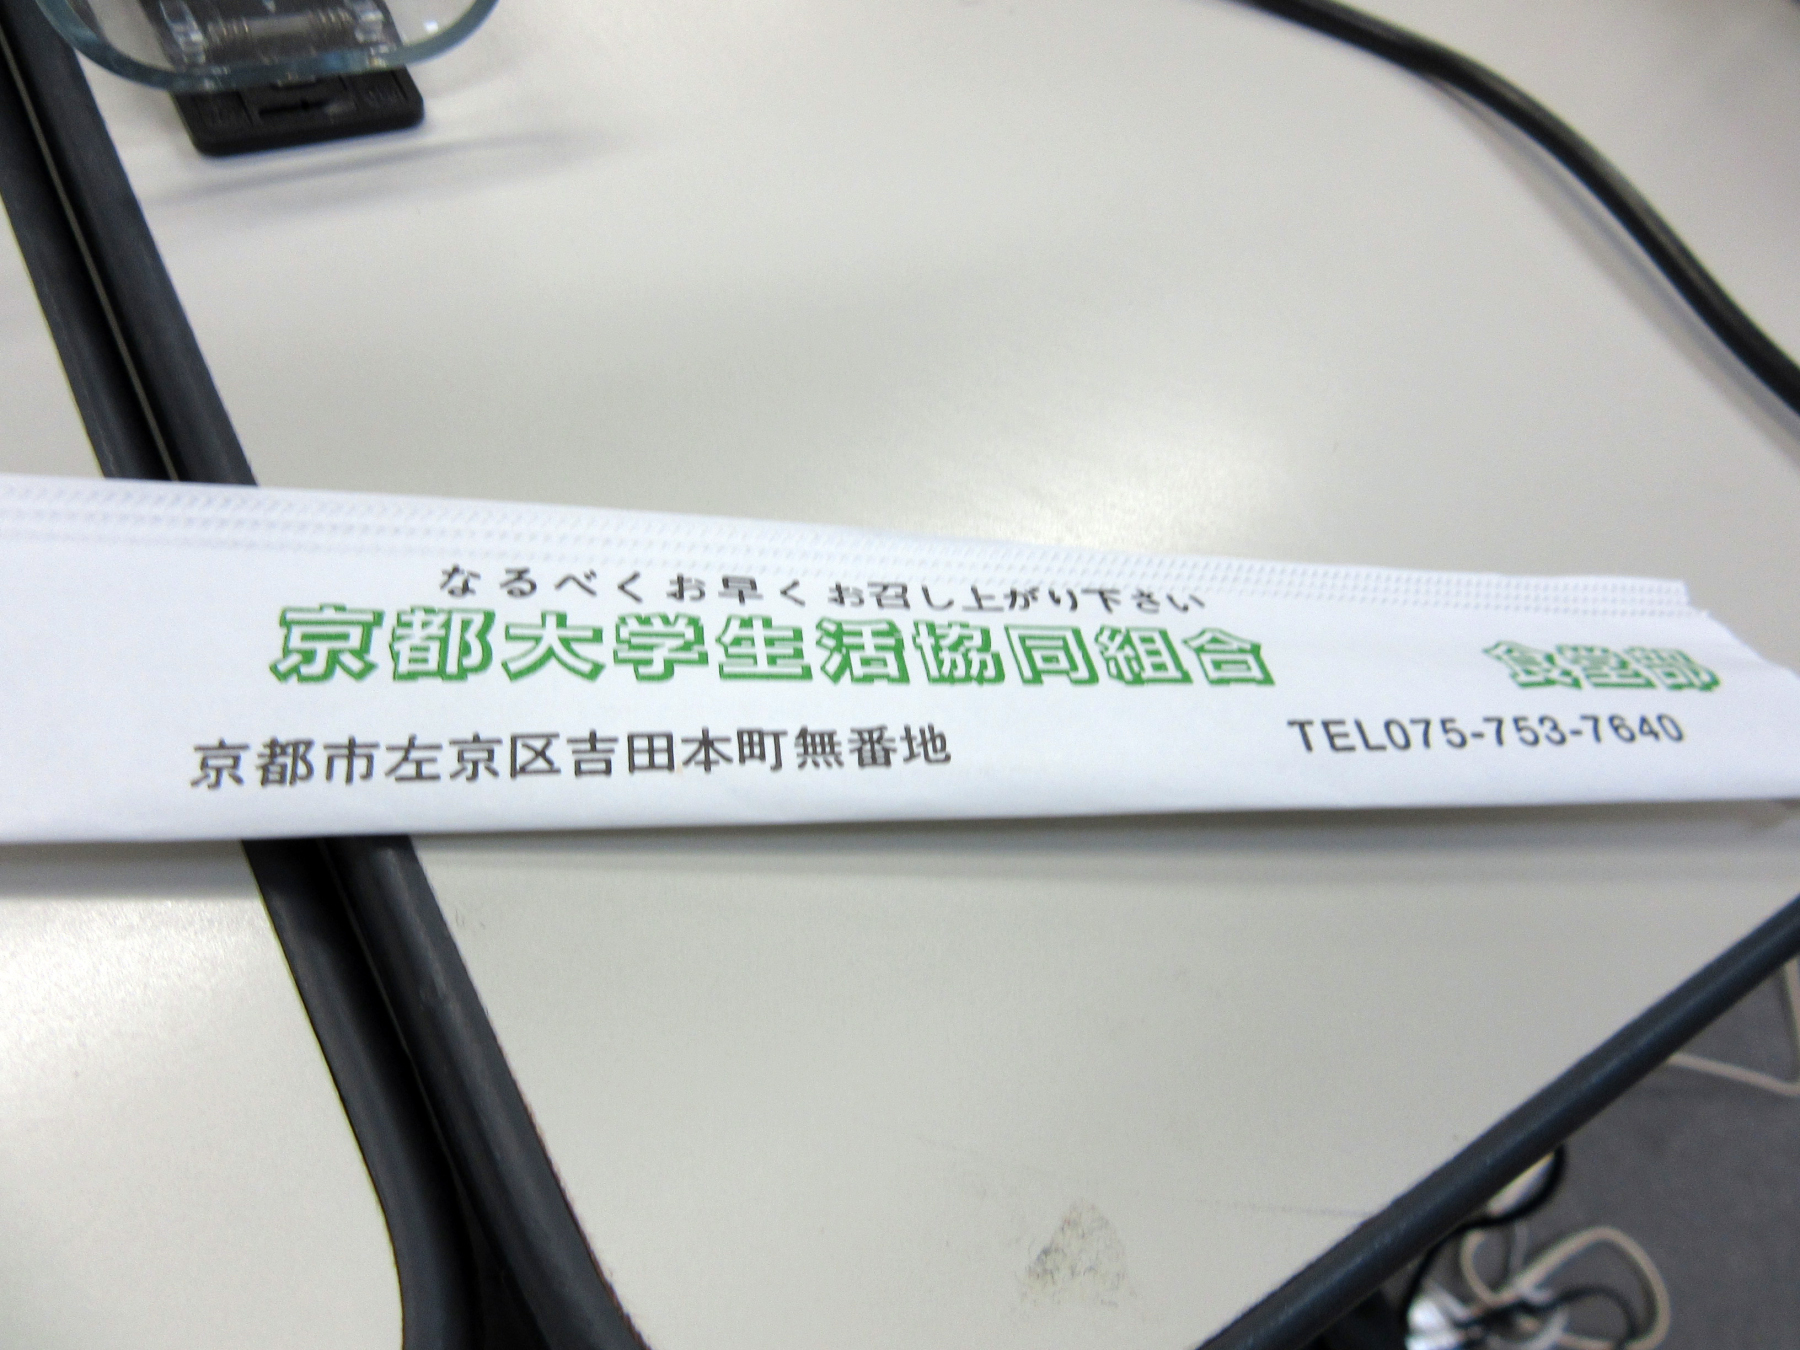 なるべくお早くお召し上がり下さい
京都大学生活協同組合 食堂部
京都市左京区吉田本町無番地 TEL075-753-7640